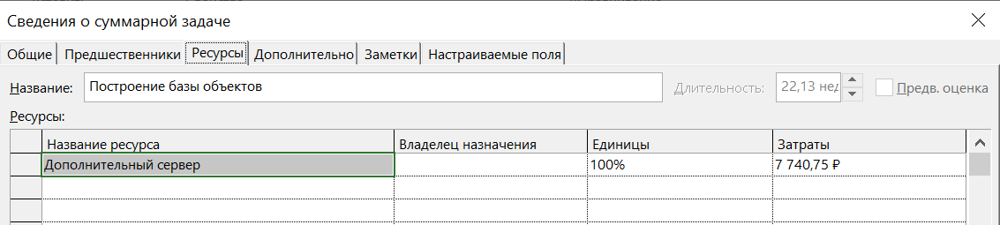 Сведения о суммарной задаче
Общие Предшественники Ресурсы Дополнительно Заметки Настраиваемые поля
Название: Построение базы объектов Длительность: 22,13 нед Предв. оценка
Ресурсы:
Название ресурса Владелец назначения Единицы Затраты
Дополнительный сервер 100% 7 740,75 ₽